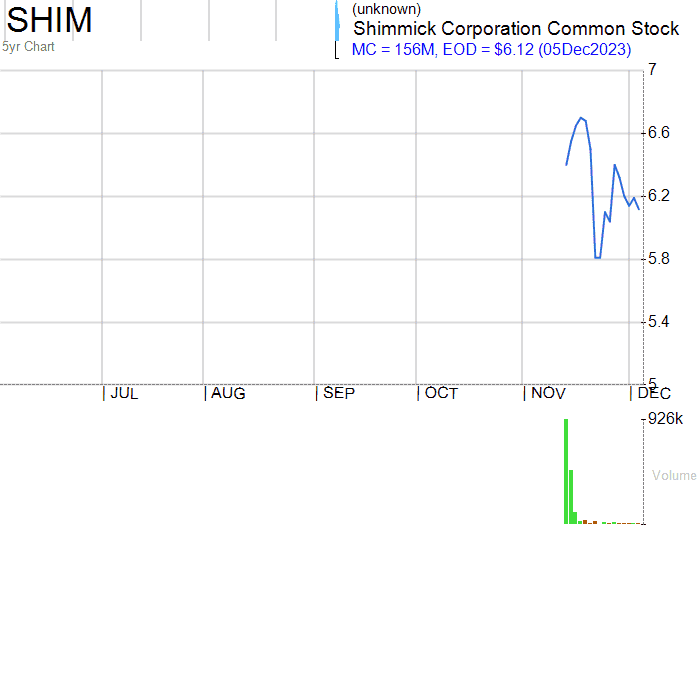 SHIM
(unknown)
Shimmick Corporation Common Stock
5yr Chart
MC = 156M, EOD = $6.12 (05Dec2023)
7
6.6
6.2
5.8
5.4
5
JUL AUG SEP OCT NOV DEC
926k
Volume